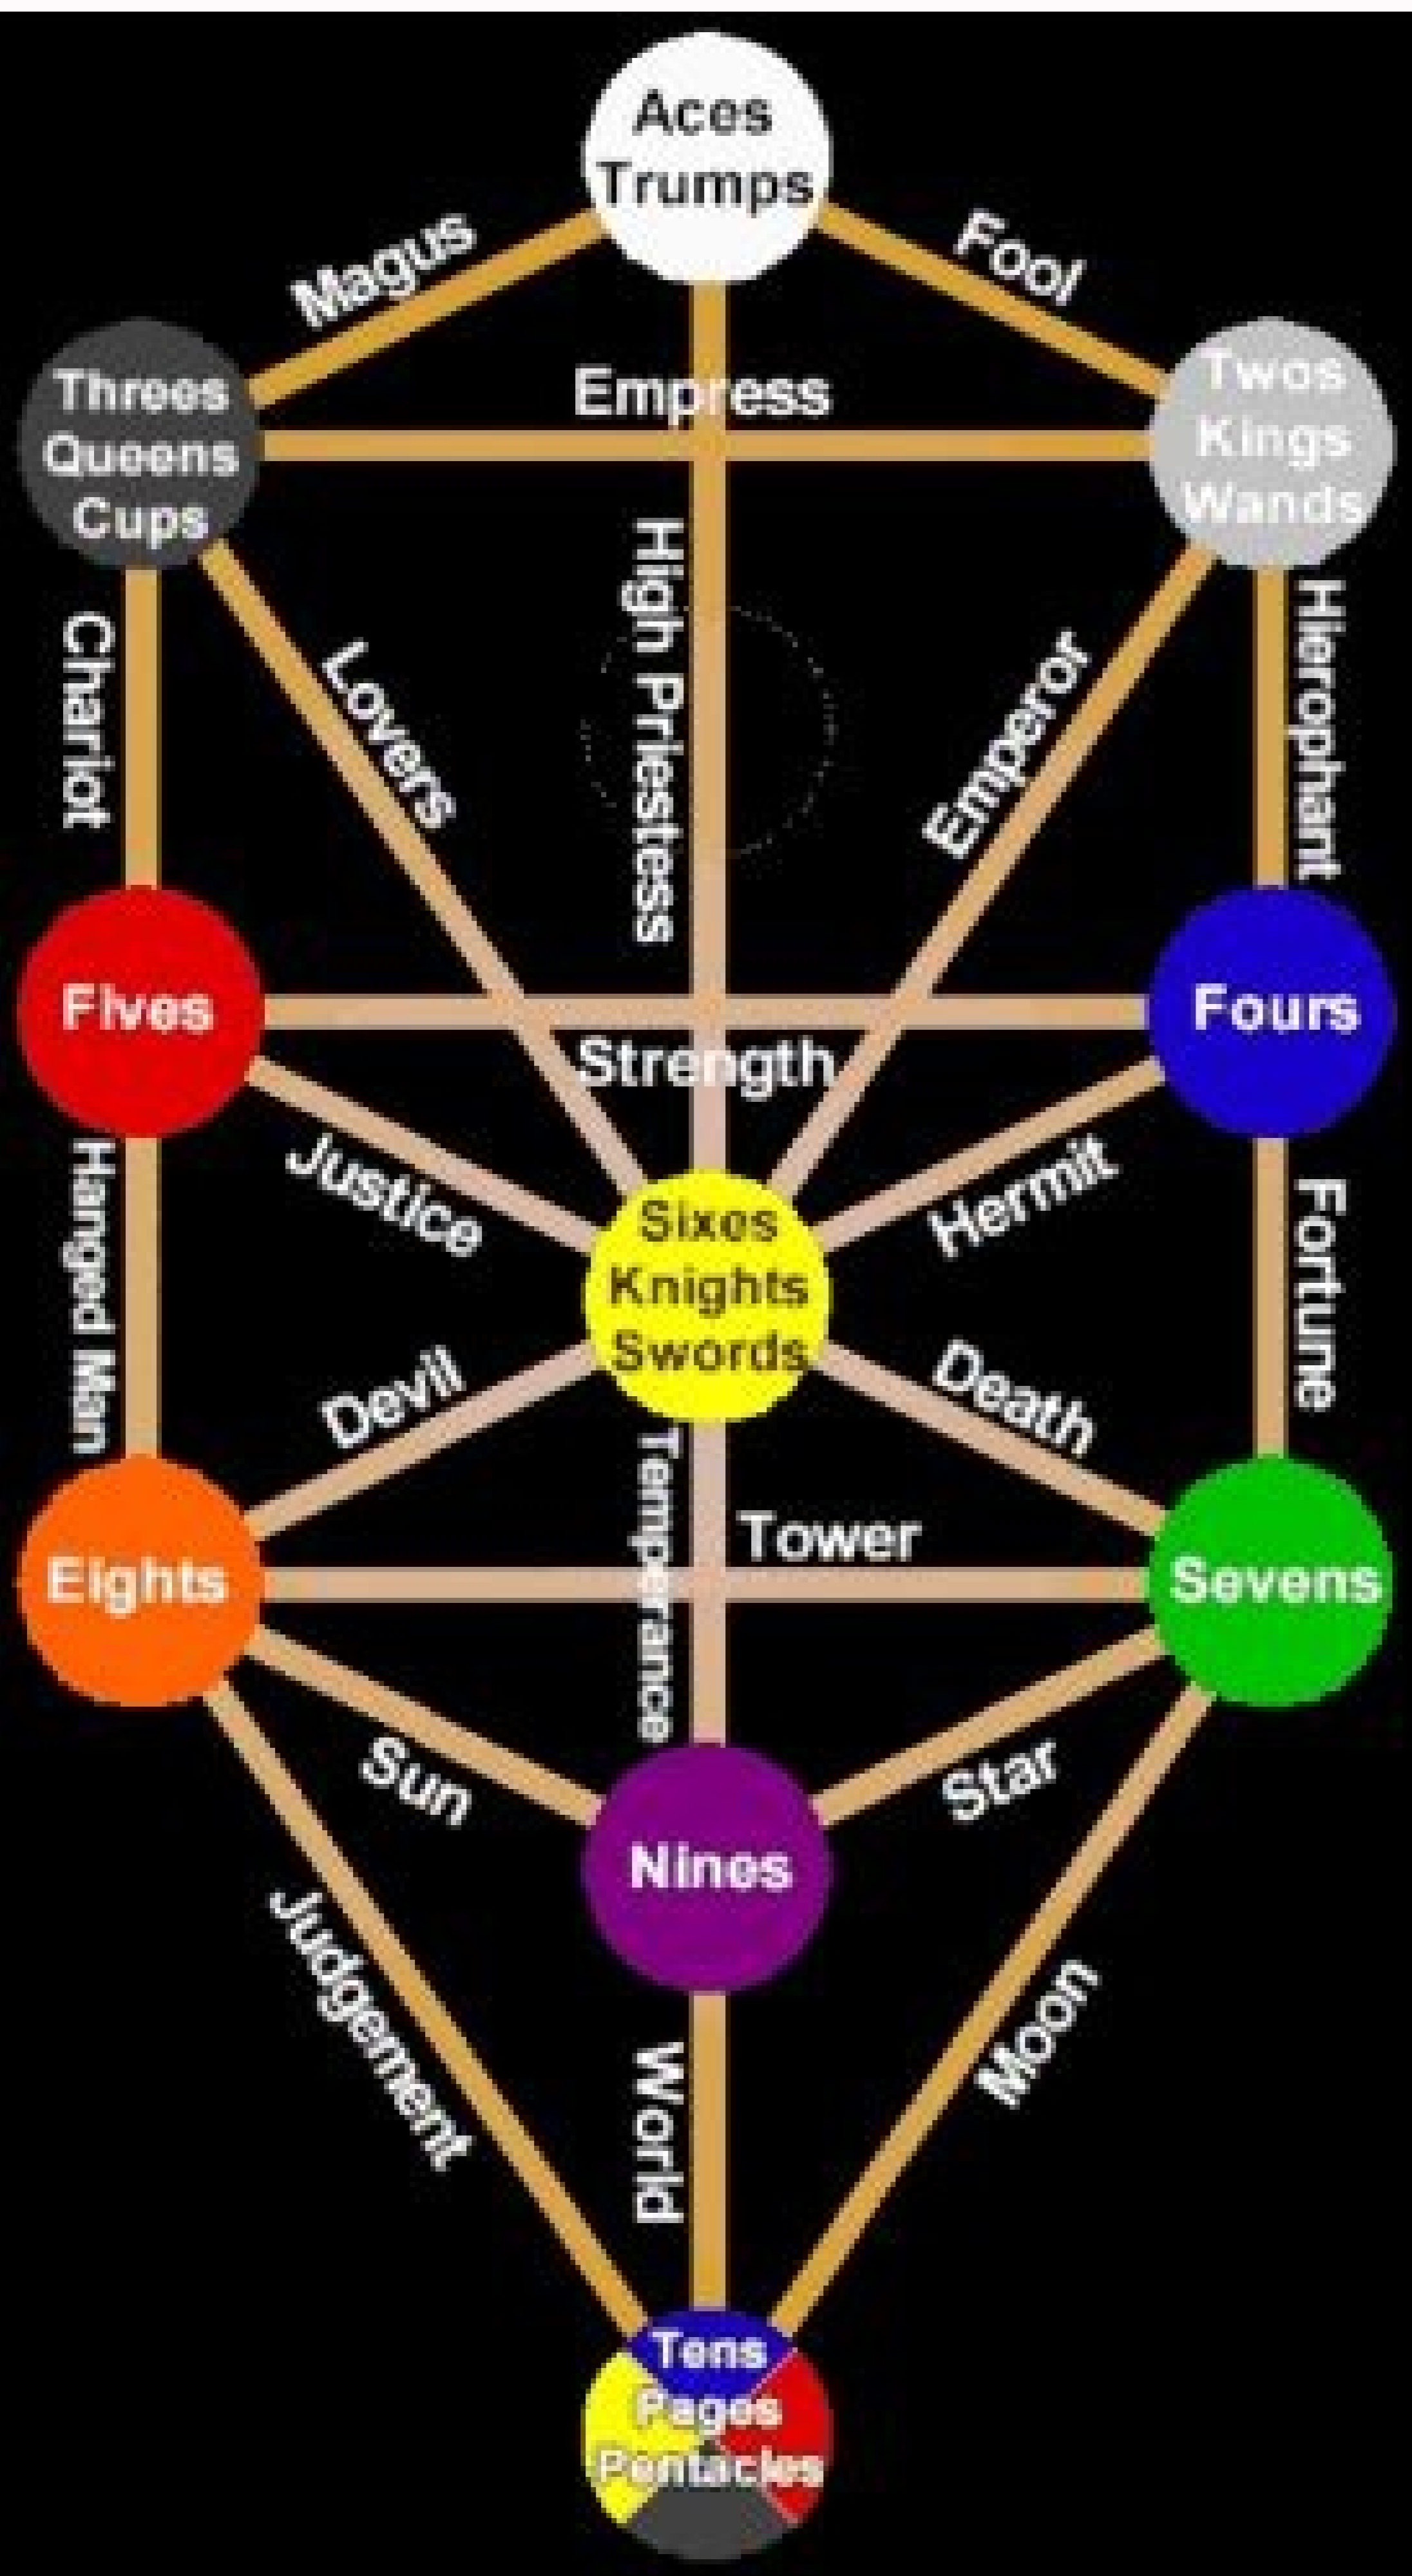 Aces
Trumps
Magus
Fool
Empress
Threes
Queens
Cups
Twos
Kings
Wands
High Priestess
Chariot
Lovers
Emperor
Hierophant
Fives
Fours
Strength
Justice
Hermit
Hanged Man
Sixes
Knights
Swords
Fortune
Devil
Death
Temperance
Tower
Eights
Sevens
Sun
Star
Nines
Judgement
Moon
World
Tens
Pages
Pentacles